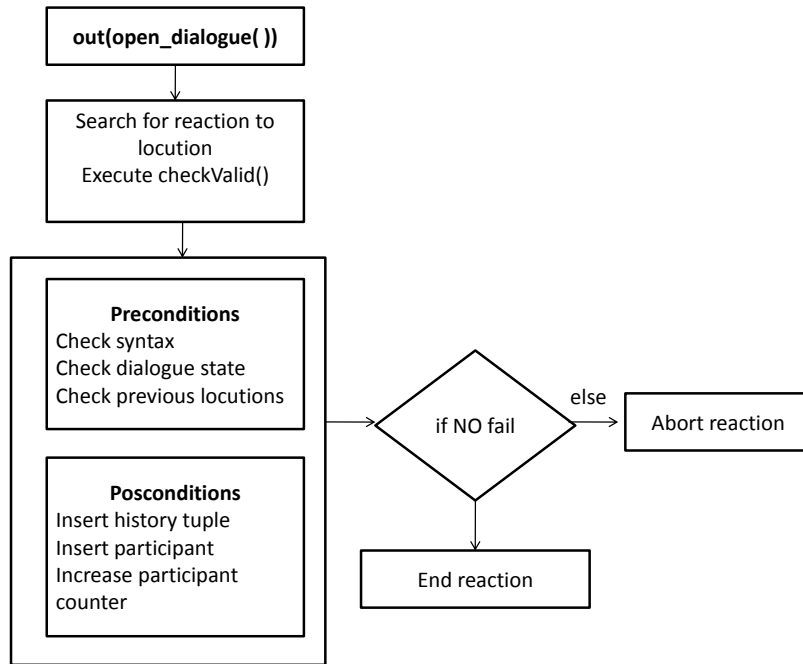 out(open_dialogue( ))
Search for reaction to
locution
Execute checkValid()
Preconditions
Check syntax
Check dialogue state
Check previous locutions
Posconditions
Insert history tuple
Insert participant
Increase participant
counter
if NO fail
else
Abort reaction
End reaction